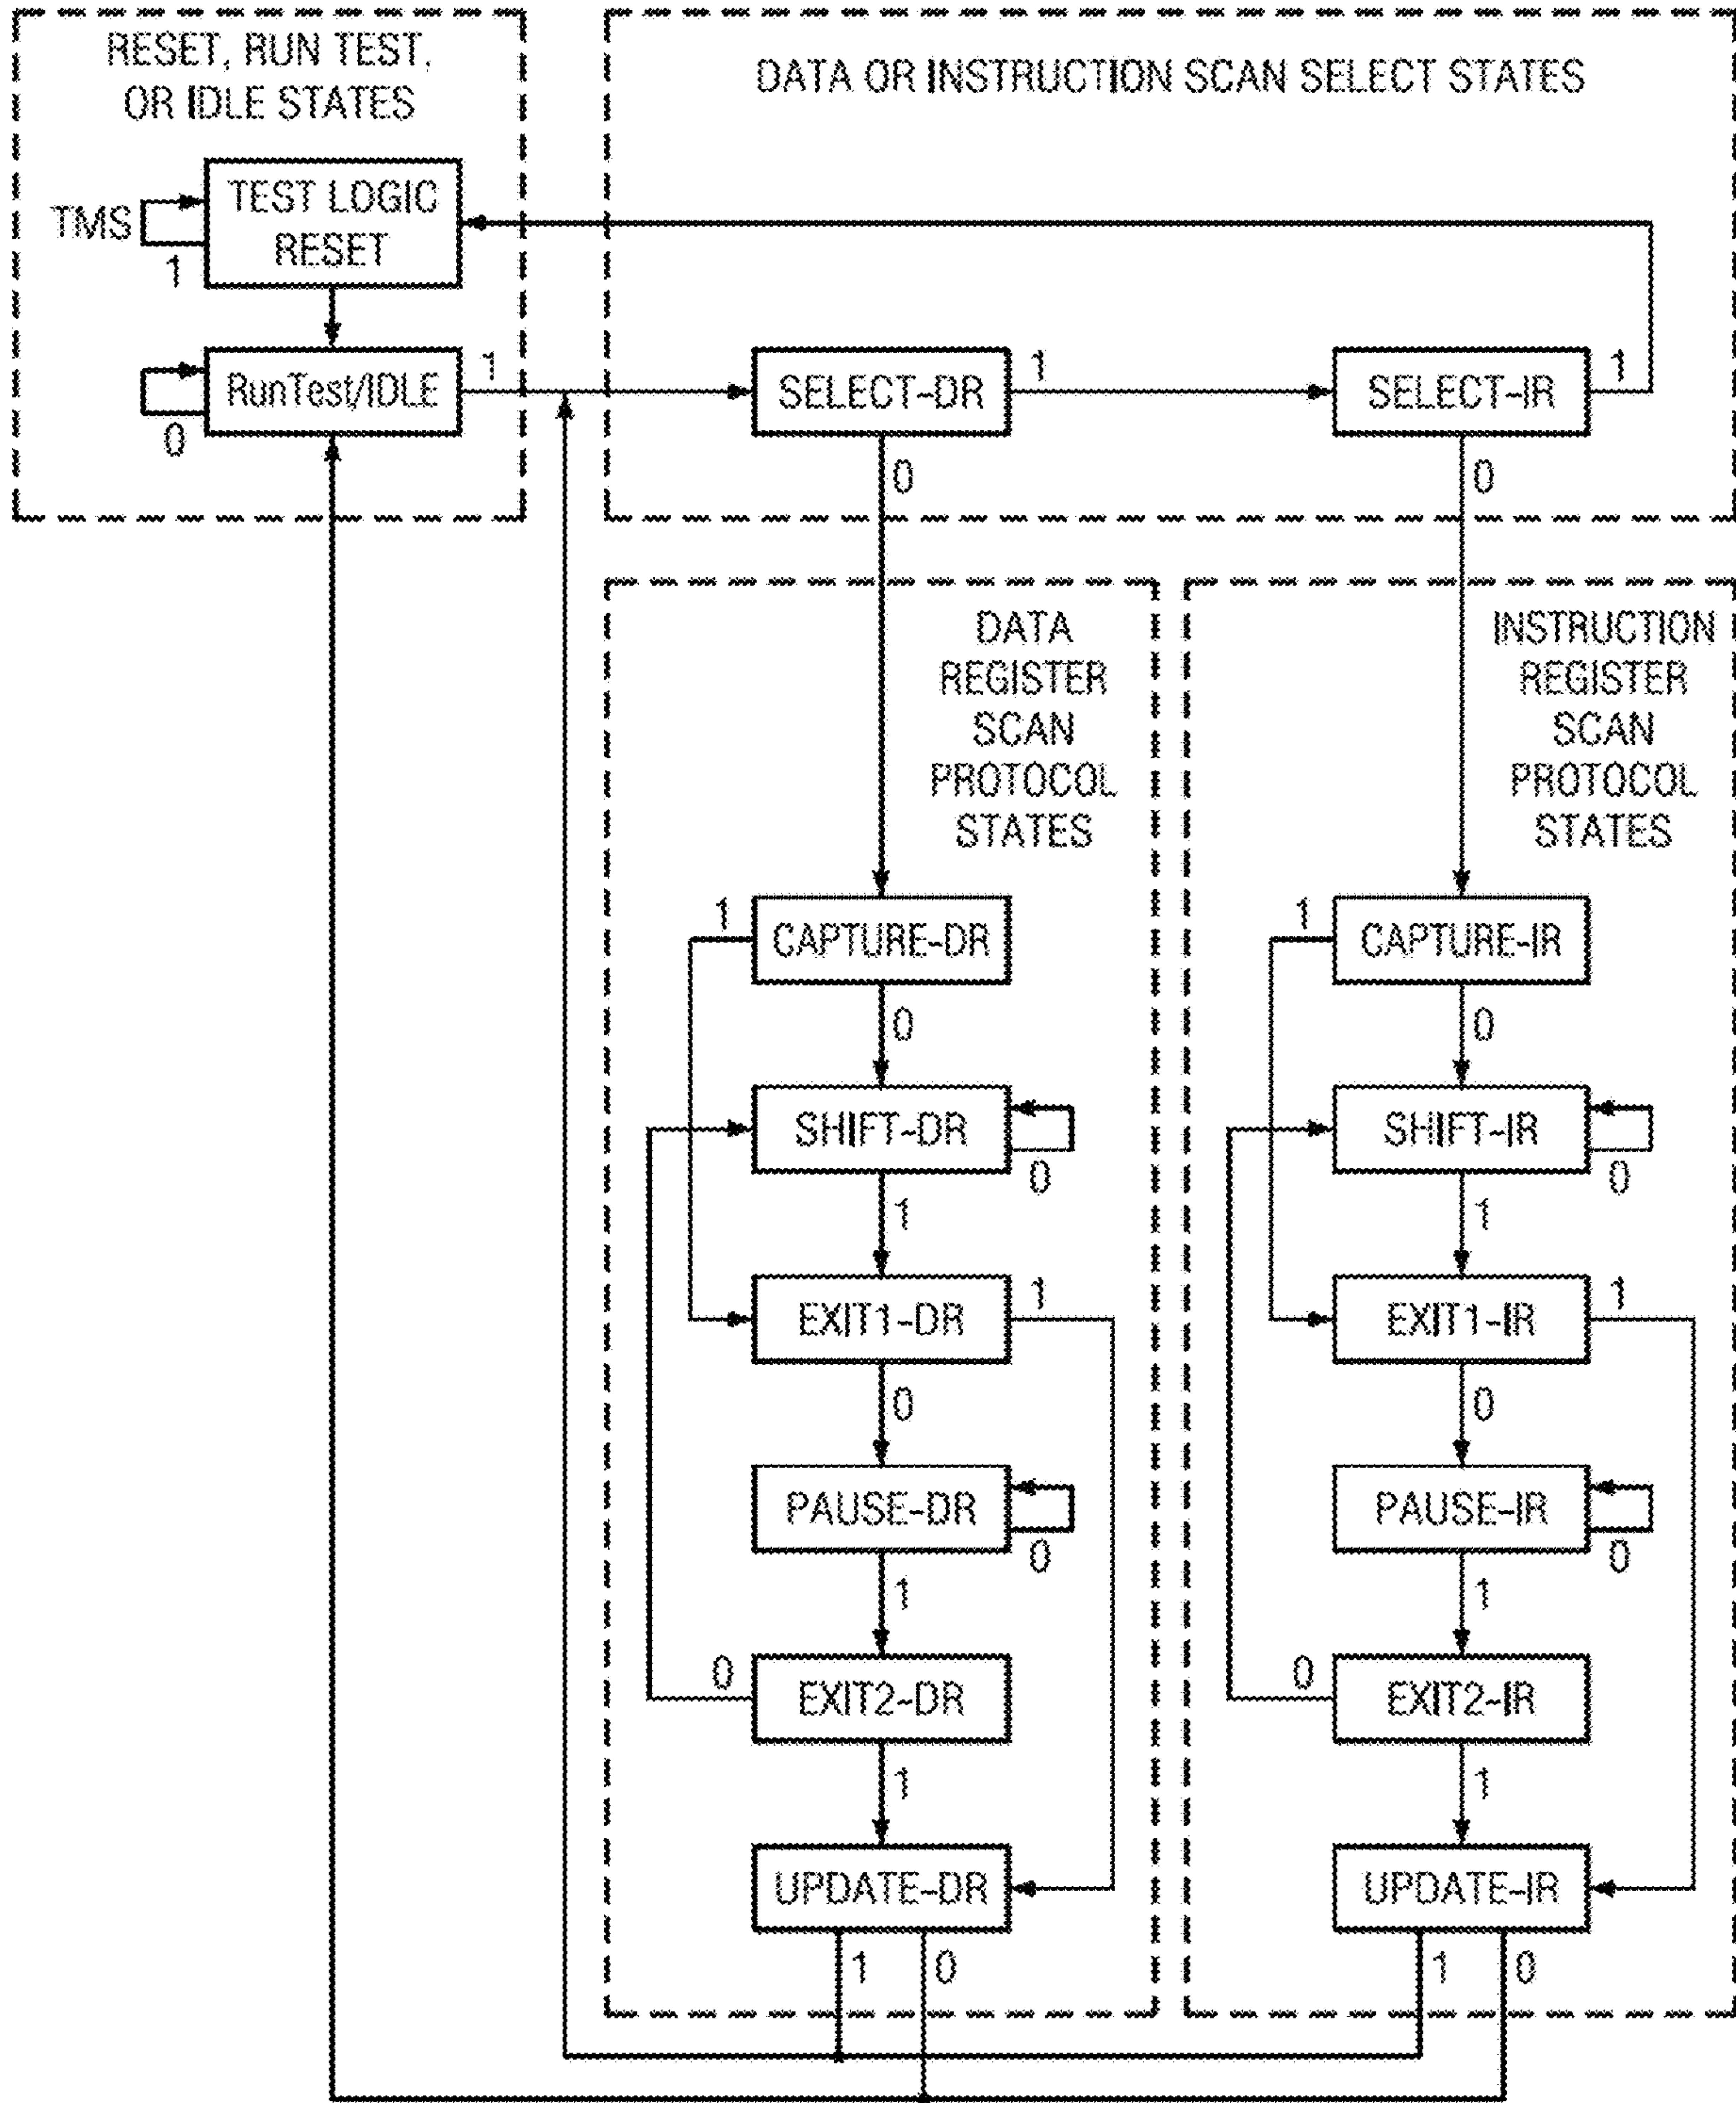 RESET, RUN TEST,
OR IDLE STATES
DATA OR INSTRUCTION SCAN SELECT STATES
TEST LOGIC
RESET
TMS
1
RunTest/IDLE
1
0
SELECT-DR
1
0
SELECT-IR
1
0
DATA
REGISTER
SCAN
PROTOCOL
STATES
INSTRUCTION
REGISTER
SCAN
PROTOCOL
STATES
1
CAPTURE-DR
0
SHIFT-DR
0
1
EXIT1-DR
1
0
PAUSE-DR
0
1
0
EXIT2-DR
1
UPDATE-DR
1
0
1
CAPTURE-IR
0
SHIFT-IR
0
1
EXIT1-IR
1
0
PAUSE-IR
0
1
0
EXIT2-IR
1
UPDATE-IR
1
0